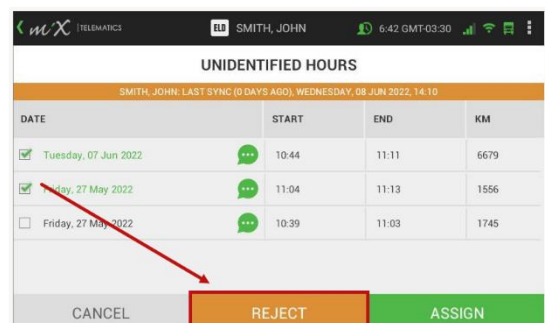 mix TELEMATICS ELD SMITH, JOHN 6:42 GMT-03:30
UNIDENTIFIED HOURS
SMITH, JOHN: LAST SYNC (0 DAYS AGO), WEDNESDAY, 08 JUN 2022, 14:10
DATE START END KM
Tuesday, 07 Jun 2022 10:44 11:11 6679
Friday, 27 May 2022 11:04 11:13 1556
Friday, 27 May 2022 10:39 11:03 1745
CANCEL REJECT ASSIGN